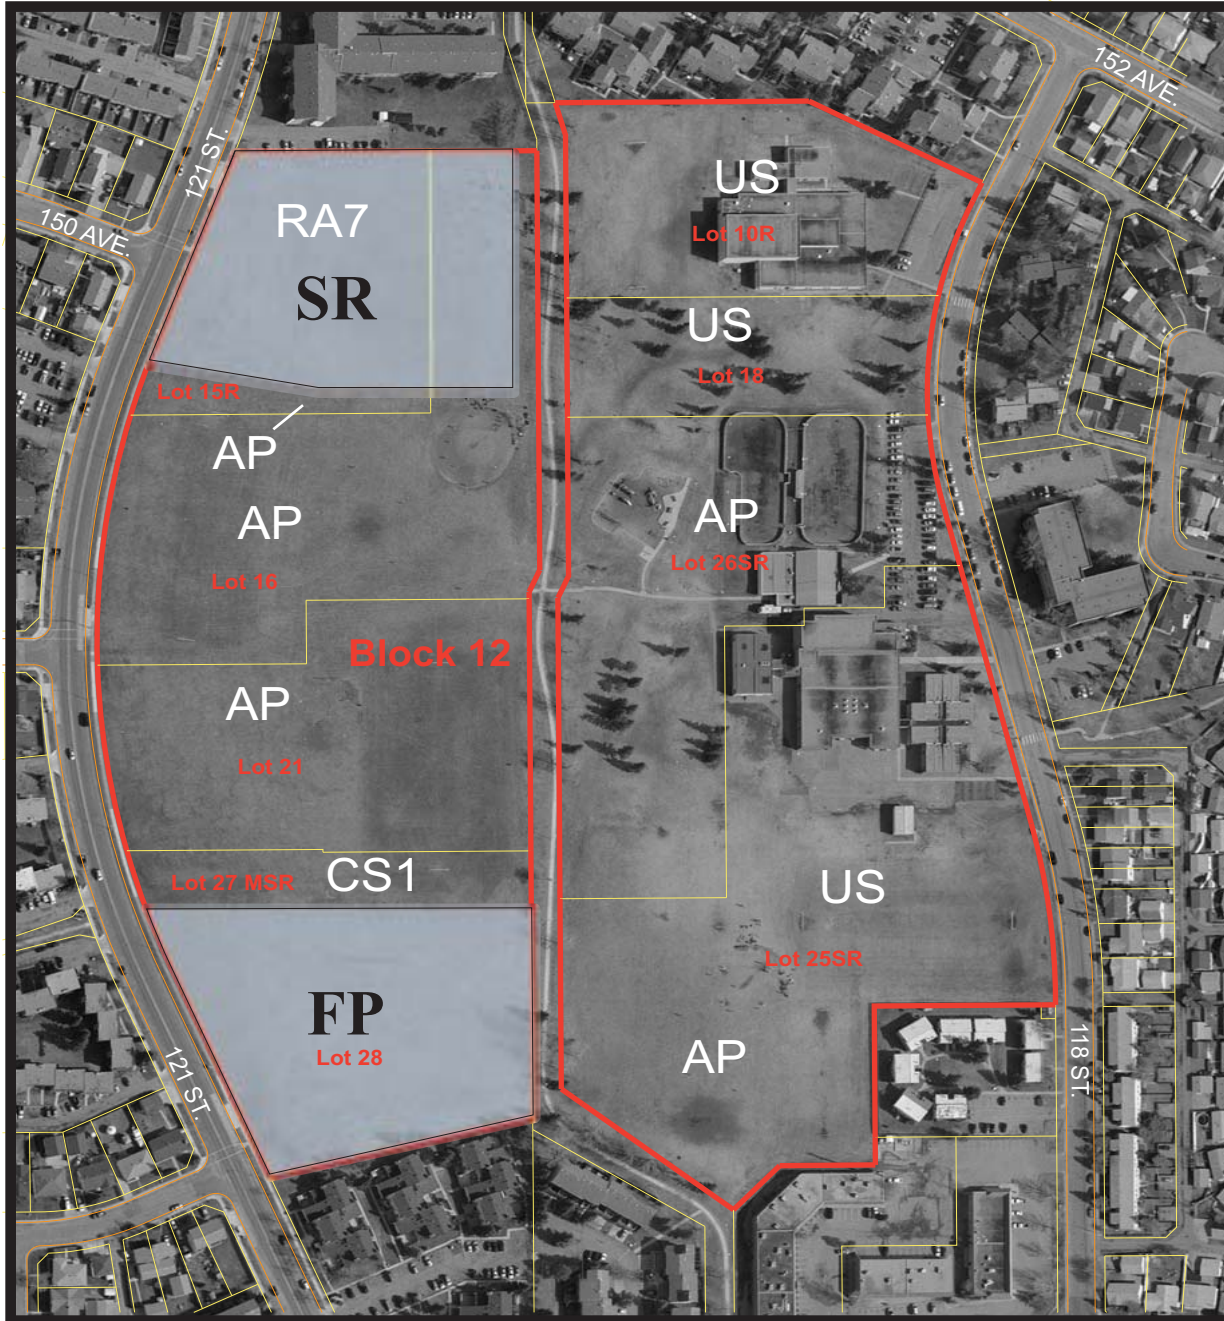 152 AVE.
121 ST.
150 AVE.
RA7
SR
US
Lot 10R
US
Lot 18
Lot 15R
AP
AP
Lot 16
AP
Lot 26SR
Block 12
AP
Lot 21
CS1
Lot 27 MSR
US
Lot 25SR
FP
Lot 28
AP
121 ST.
118 ST.